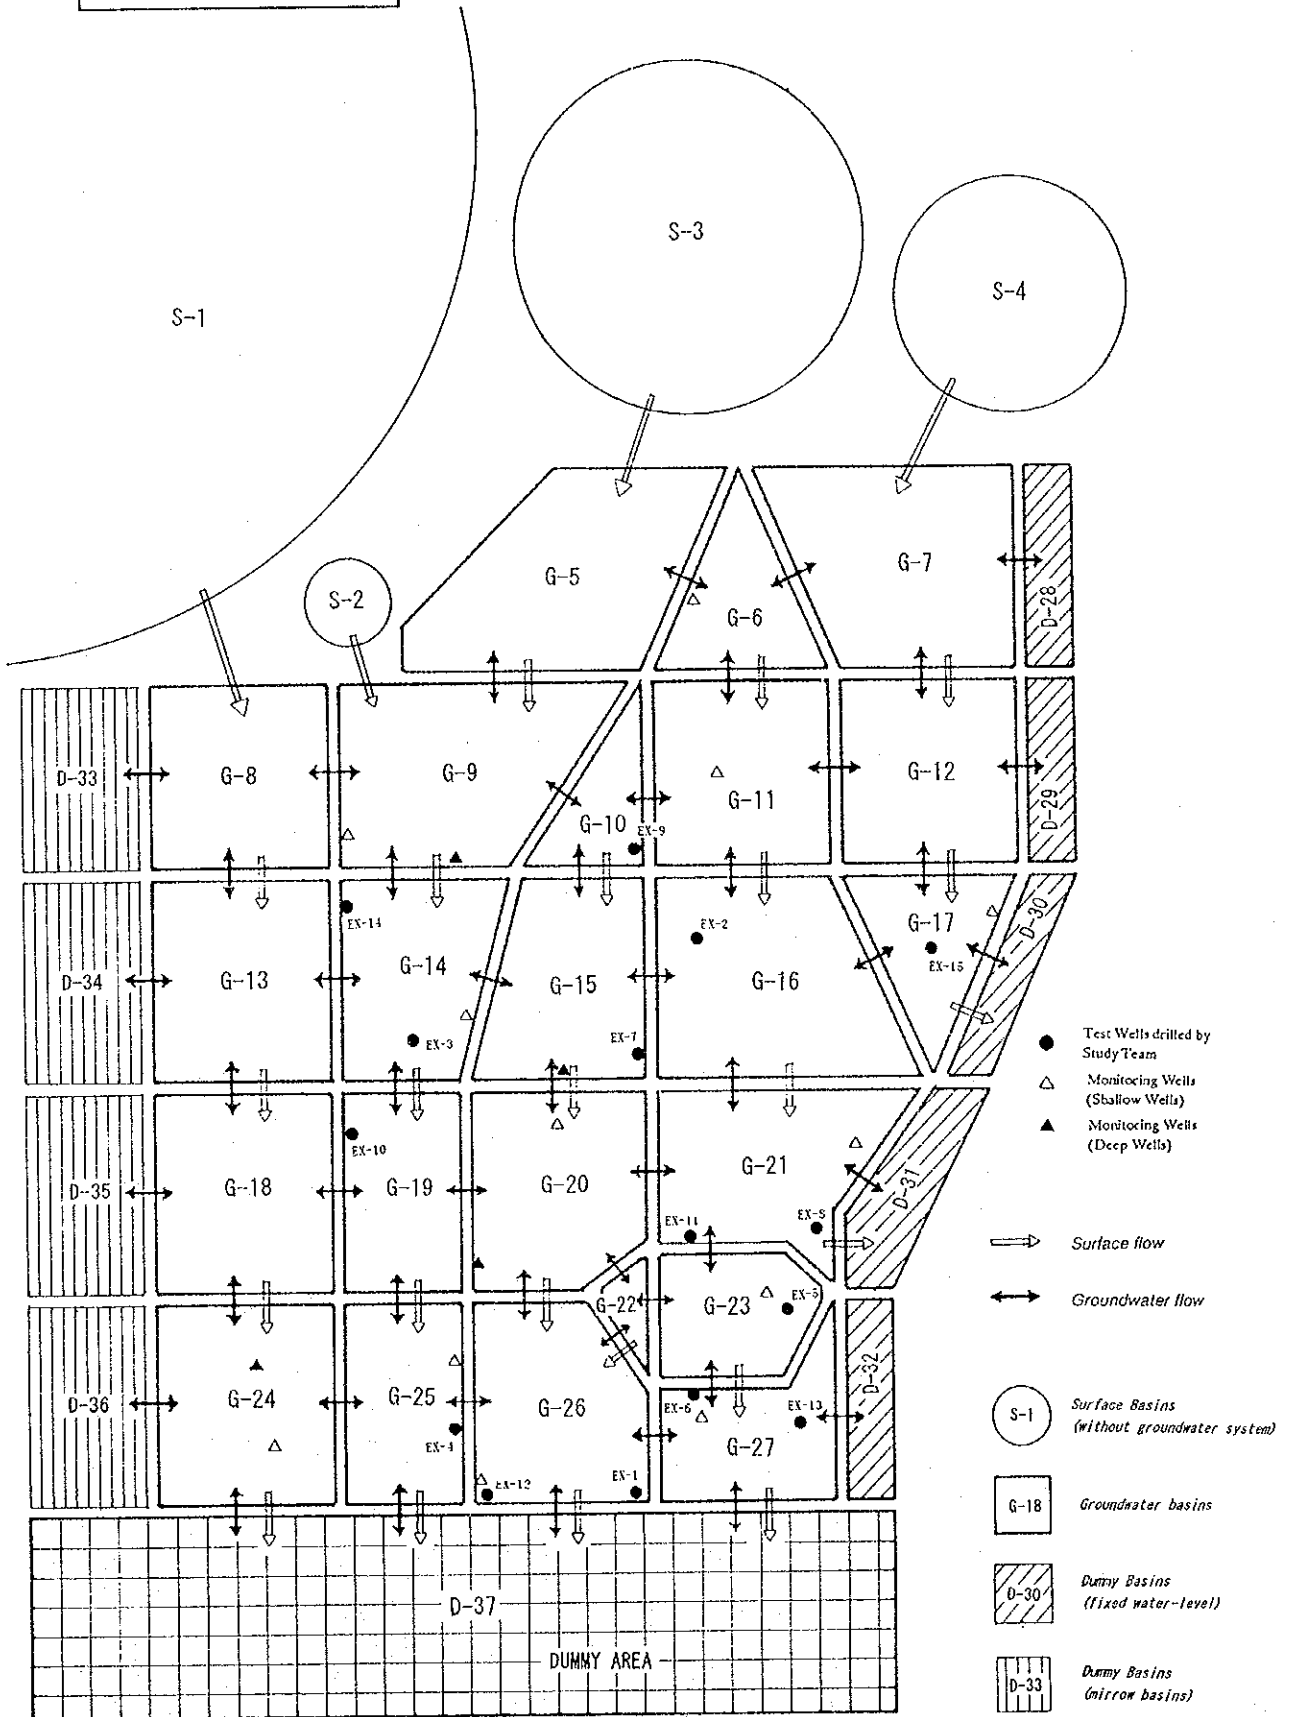 S-3
S-4
S-1
S-2
G-5
G-7
G-6
D-28
D-33
G-8
G-9
G-10
EX-9
G-11
G-12
D-29
D-34
G-13
EX-14
G-14
EX-3
G-15
EX-7
EX-2
G-16
G-17
EX-15
D-30
Test Wells drilled by
Study Team
Monitoring Wells
(Shallow Wells)
Monitoring Wells
(Deep Wells)
D-35
G-18
EX-10
G-19
G-20
G-21
EX-11
EX-8
D-31
Surface flow
Groundwater flow
G-22
G-23
EX-5
D-36
G-24
G-25
EX-4
G-26
EX-12
EX-1
EX-6
EX-13
G-27
D-32
S-1
Surface Basins
(without groundwater system)
G-18
Groundwater basins
D-30
Dummy Basins
(fixed water-level)
D-33
Dummy Basins
(mirrow basins)
D-37
DUMMY AREA